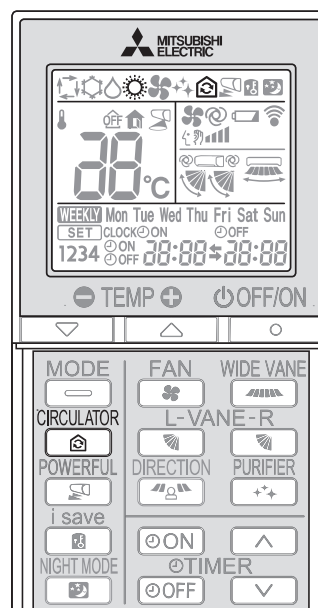 MITSUBISHI
ELECTRIC
OFF
88°C
WEEKLY Mon Tue Wed Thu Fri Sat Sun
SET CLOCK ON OFF
1234 ON OFF 88:88 88:88
TEMP OFF/ON
MODE FAN WIDE VANE
CIRCULATOR L-VANE-R
POWERFUL DIRECTION PURIFIER
i save
ON
NIGHT MODE TIMER
OFF